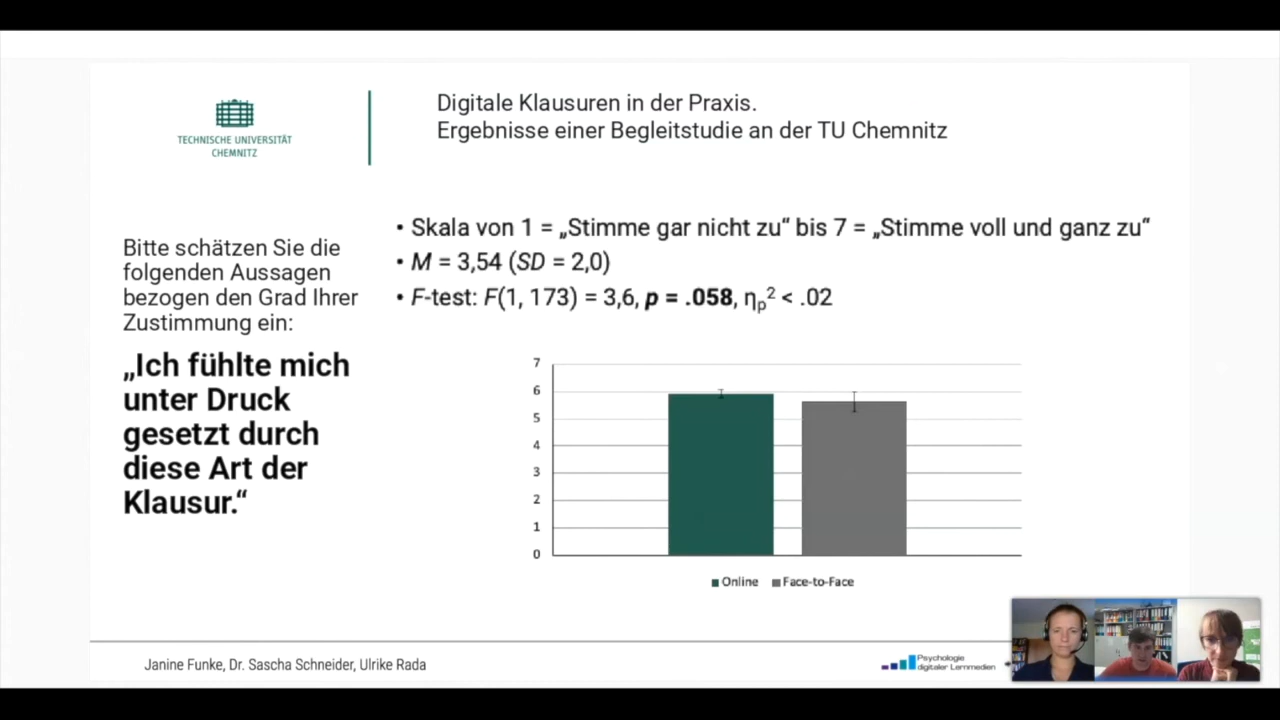 TECHNISCHE UNIVERSITÄT
CHEMNITZ
Digitale Klausuren in der Praxis.
Ergebnisse einer Begleitstudie an der TU Chemnitz
Bitte schätzen Sie die
folgenden Aussagen
bezogen den Grad Ihrer
Zustimmung ein:
„Ich fühlte mich
unter Druck
gesetzt durch
diese Art der
Klausur.“
• Skala von 1 = „Stimme gar nicht zu“ bis 7 = „Stimme voll und ganz zu“
• M = 3,54 (SD = 2,0)
• F-test: F(1, 173) = 3,6, p = .058, ηp² < .02
7
6
5
4
3
2
1
0
Online Face-to-Face
Janine Funke, Dr. Sascha Schneider, Ulrike Rada
Psychologie
digitaler Lernmedien